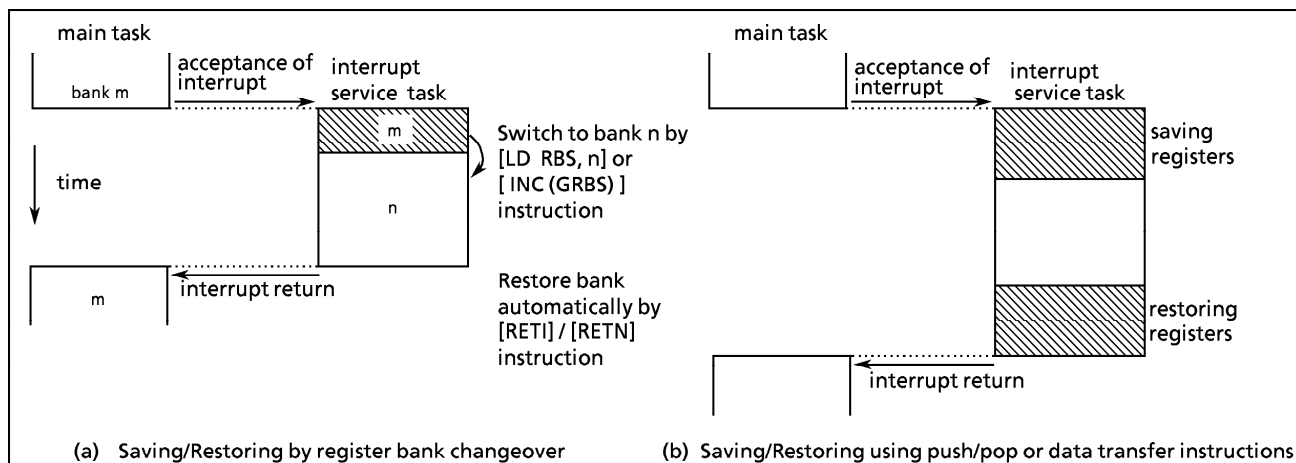 main task
bank m
acceptance of
interrupt
interrupt
service task
m
Switch to bank n by
[LD RBS, n] or
[ INC (GRBS) ]
instruction
time
n
interrupt return
m
Restore bank
automatically by
[RETI] / [RETN]
instruction
(a) Saving/Restoring by register bank changeover
main task
acceptance of
interrupt
interrupt
service task
saving
registers
restoring
registers
interrupt return
(b) Saving/Restoring using push/pop or data transfer instructions